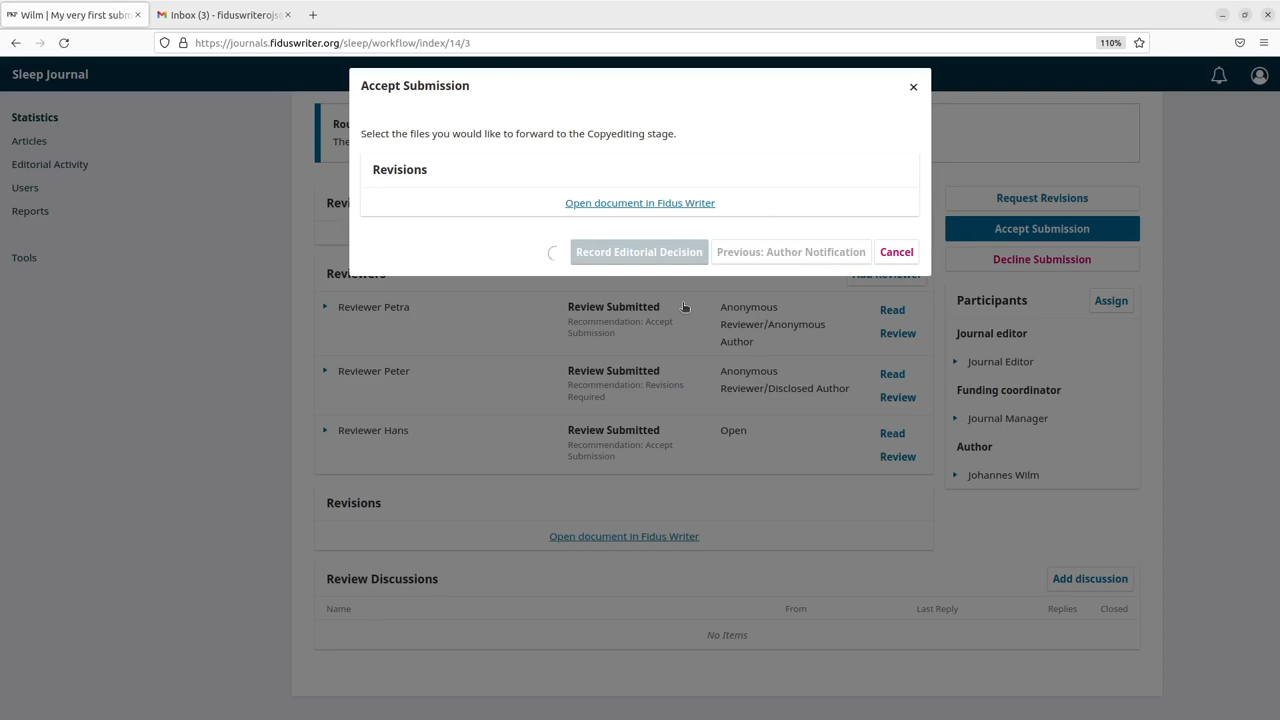 PKP Wilm | My very first subm
Inbox (3) - fiduswriterojs
https://journals.fiduswriter.org/sleep/workflow/index/14/3
110%
Sleep Journal
Statistics
Articles
Editorial Activity
Users
Reports
Tools
Accept Submission
Select the files you would like to forward to the Copyediting stage.
Revisions
Open document in Fidus Writer
Record Editorial Decision
Previous: Author Notification
Cancel
Rou
The
Revi
Request Revisions
Accept Submission
Decline Submission
Reviewers
Add Reviewer
Reviewer Petra
Review Submitted
Recommendation: Accept
Submission
Anonymous
Reviewer/Anonymous
Author
Read
Review
Reviewer Peter
Review Submitted
Recommendation: Revisions
Required
Anonymous
Reviewer/Disclosed Author
Read
Review
Reviewer Hans
Review Submitted
Recommendation: Accept
Submission
Open
Read
Review
Participants
Assign
Journal editor
Journal Editor
Funding coordinator
Journal Manager
Author
Johannes Wilm
Revisions
Open document in Fidus Writer
Review Discussions
Add discussion
Name
From
Last Reply
Replies
Closed
No Items